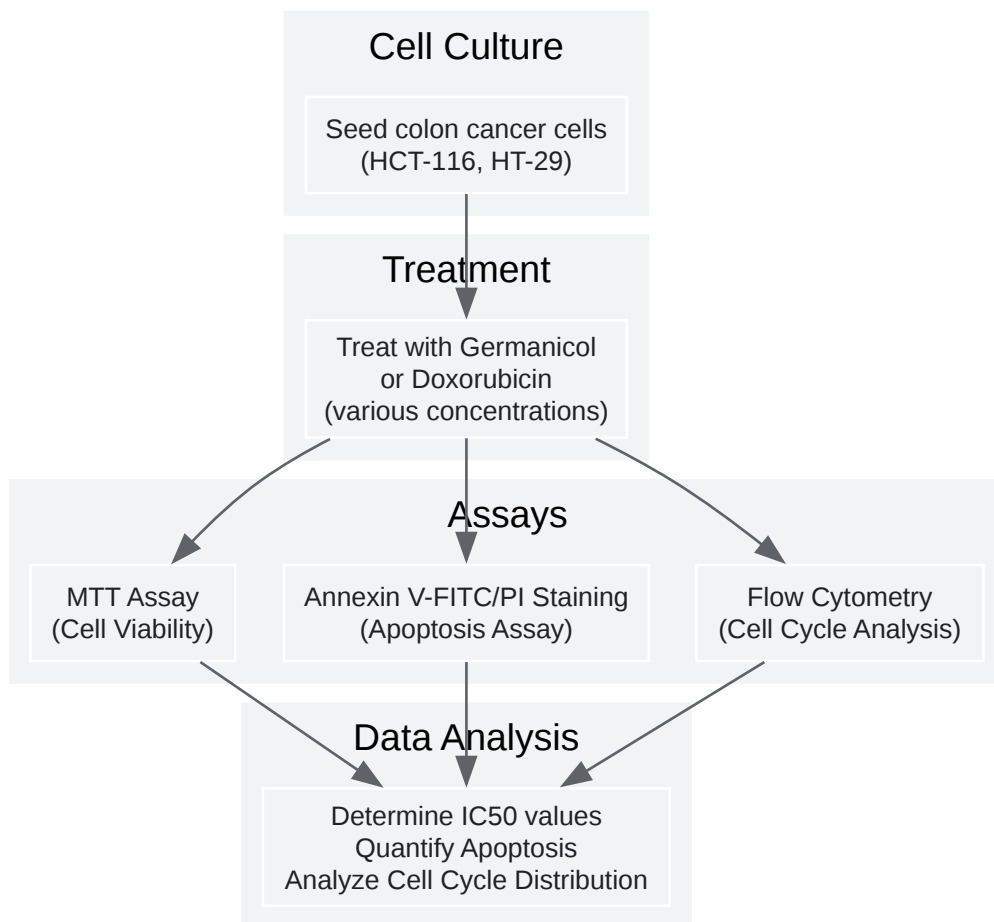 Cell Culture
Seed colon cancer cells
(HCT-116, HT-29)
Treatment
Treat with Germanicol
or Doxorubicin
(various concentrations)
Assays
MTT Assay
(Cell Viability)
Annexin V-FITC/PI Staining
(Apoptosis Assay)
Flow Cytometry
(Cell Cycle Analysis)
Data Analysis
Determine IC50 values
Quantify Apoptosis
Analyze Cell Cycle Distribution